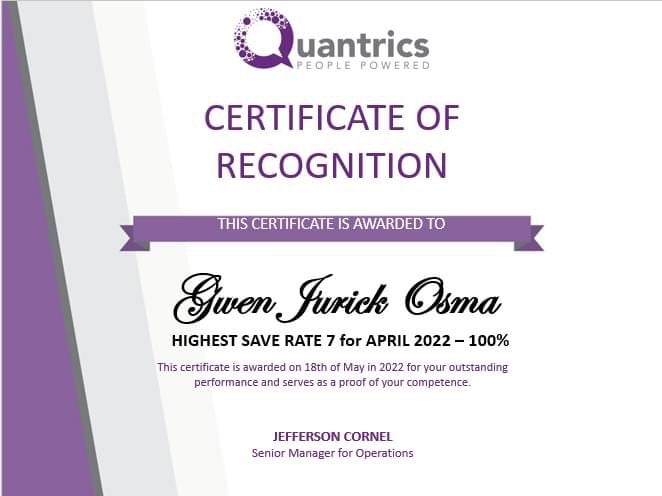 Quantrics
PEOPLE POWERED
CERTIFICATE OF
RECOGNITION
THIS CERTIFICATE IS AWARDED TO
Gwen Jurick Osma
HIGHEST SAVE RATE 7 for APRIL 2022 – 100%
This certificate is awarded on 18th of May in 2022 for your outstanding
performance and serves as a proof of your competence.
JEFFERSON CORNEL
Senior Manager for Operations